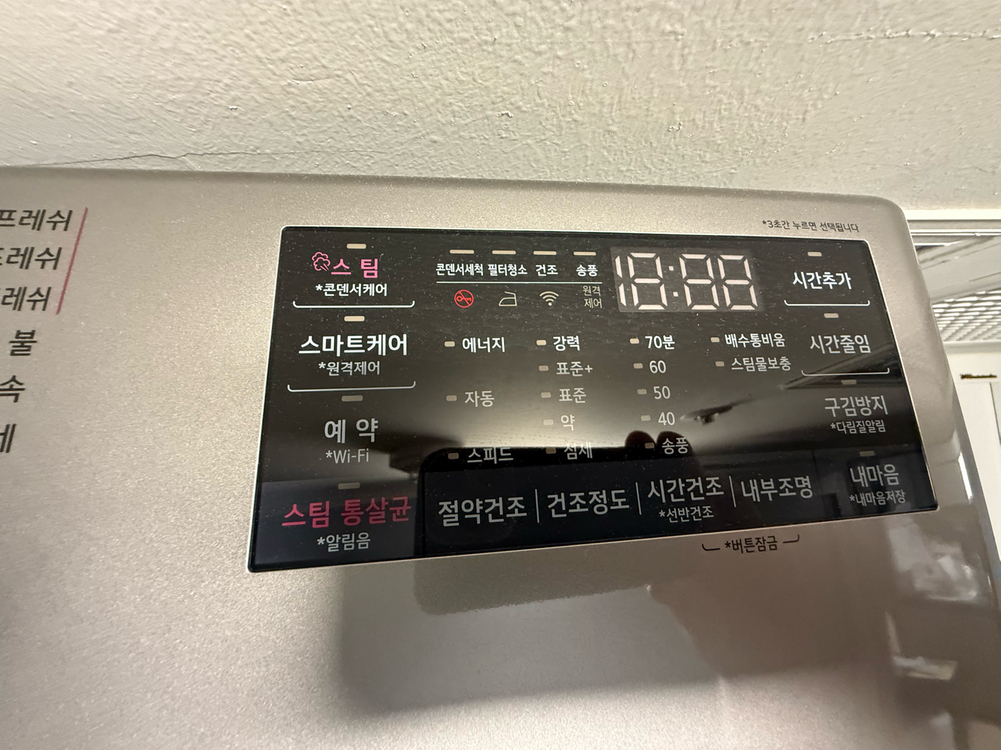 프레쉬
프레쉬
레쉬
불
속
세
*3초간 누르면 선택됩니다
스팀
*콘덴서케어
콘덴서세척 필터청소 건조 송풍
원격
제어
18:88
시간추가
스마트케어
*원격제어
에너지 강력 70분 배수통비움
시간줄임
표준+ 60 스팀물보충
자동 표준 50
구김방지
*다림질알림
예약
*Wi-Fi
약 40
스피드 섬세 송풍
스팀 통살균
*알림음
절약건조 | 건조정도 | 시간건조 | 내부조명
*선반건조
내마음
*내마음저장
*버튼잠금